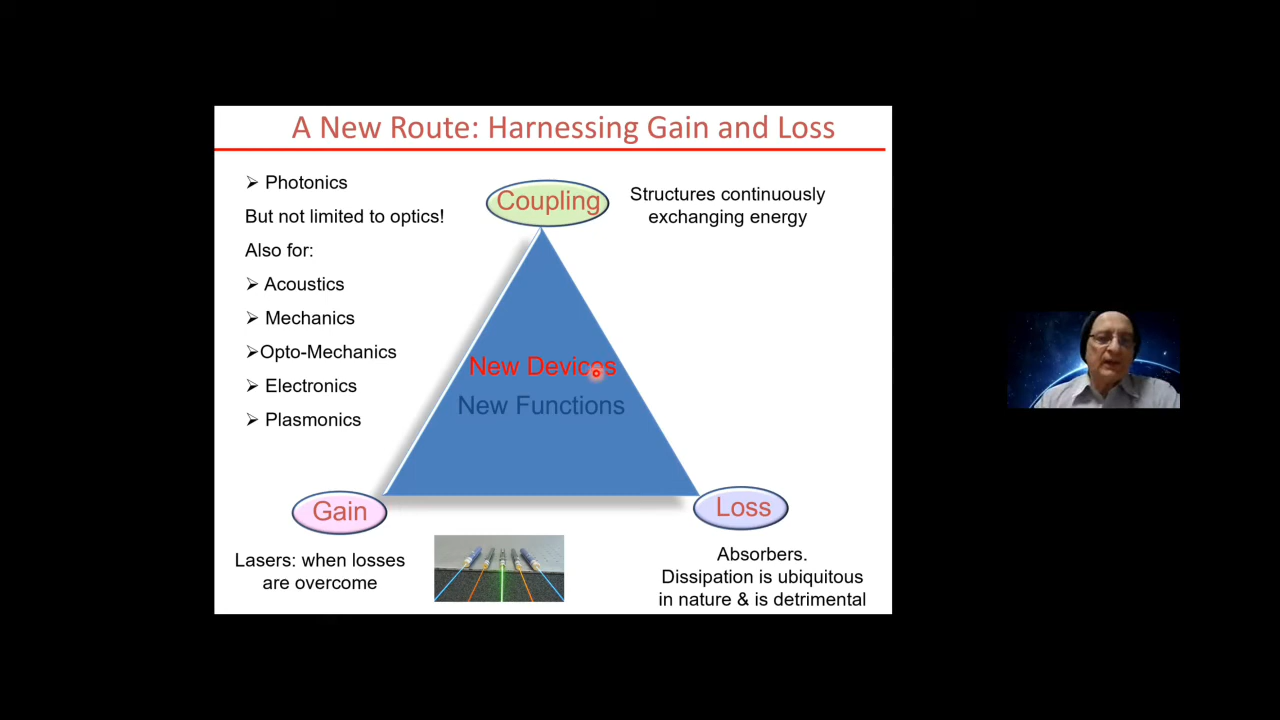 A New Route: Harnessing Gain and Loss
➢ Photonics
But not limited to optics!
Also for:
➢ Acoustics
➢ Mechanics
➢Opto-Mechanics
➢ Electronics
➢ Plasmonics
Coupling
Structures continuously
exchanging energy
New Devices
New Functions
Gain
Lasers: when losses
are overcome
Loss
Absorbers.
Dissipation is ubiquitous
in nature & is detrimental